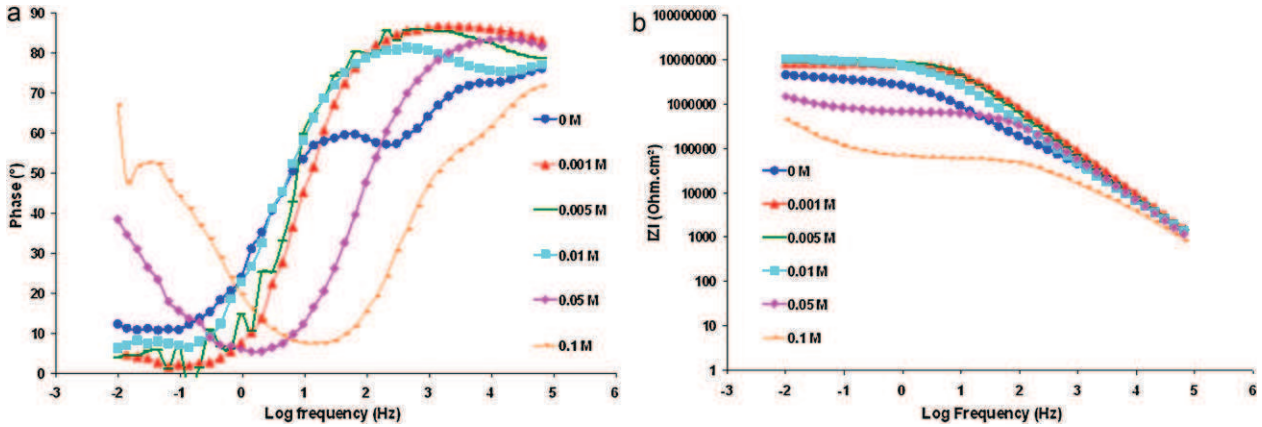 a
90
80
70
60
50
40
30
20
10
0
Phase (°)
-3 -2 -1 0 1 2 3 4 5 6
Log frequency (Hz)
0 M
0.001 M
0.005 M
0.01 M
0.05 M
0.1 M
b
100000000
10000000
1000000
100000
10000
1000
100
10
1
IZI (Ohm.cm²)
-3 -2 -1 0 1 2 3 4 5 6
Log Frequency (Hz)
0 M
0.001 M
0.005 M
0.01 M
0.05 M
0.1 M